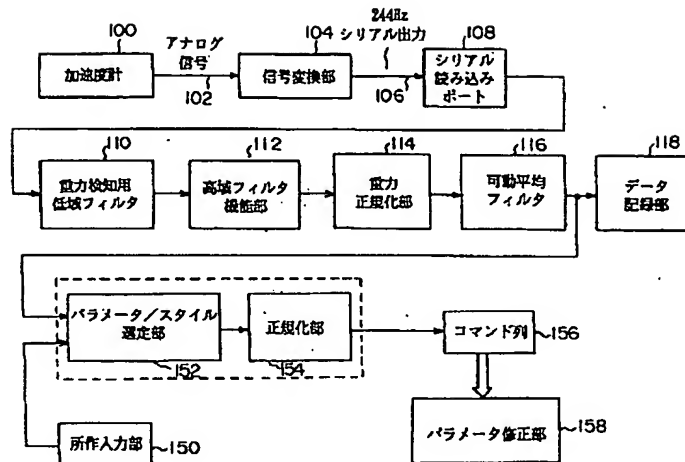 244Hz
シリアル出力
アナログ
信号
100
104
108
加速度計
102
信号変換部
106
シリアル
読み込み
ポート
110
112
114
116
118
重力検知用
低域フィルタ
高域フィルタ
機能部
重力
正規化部
可動平均
フィルタ
データ
記録部
パラメータ/スタイル
選定部
正規化部
コマンド列
156
152
154
所作入力部
150
パラメータ修正部
158